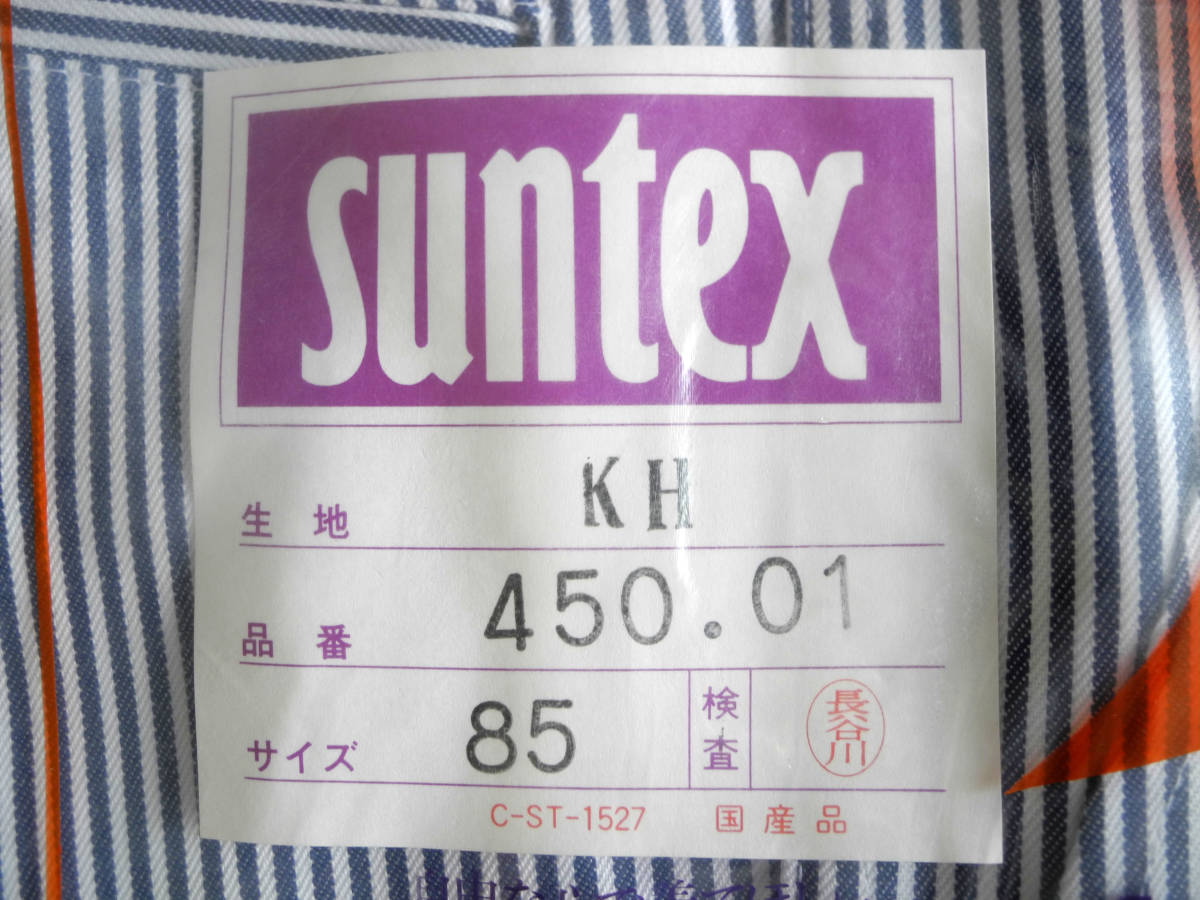 suntex
生地 KH
品番 450.01
サイズ 85 検査 長谷川
C-ST-1527 国産品